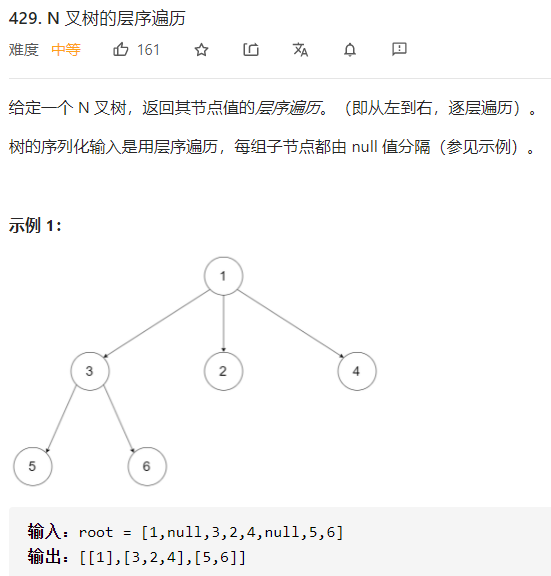 429. N 叉树的层序遍历
难度 中等 161
给定一个 N 叉树，返回其节点值的层序遍历。（即从左到右，逐层遍历）。
树的序列化输入是用层序遍历，每组子节点都由 null 值分隔（参见示例）。
示例 1：
1
3 2 4
5 6
输入：root = [1,null,3,2,4,null,5,6]
输出：[[1],[3,2,4],[5,6]]